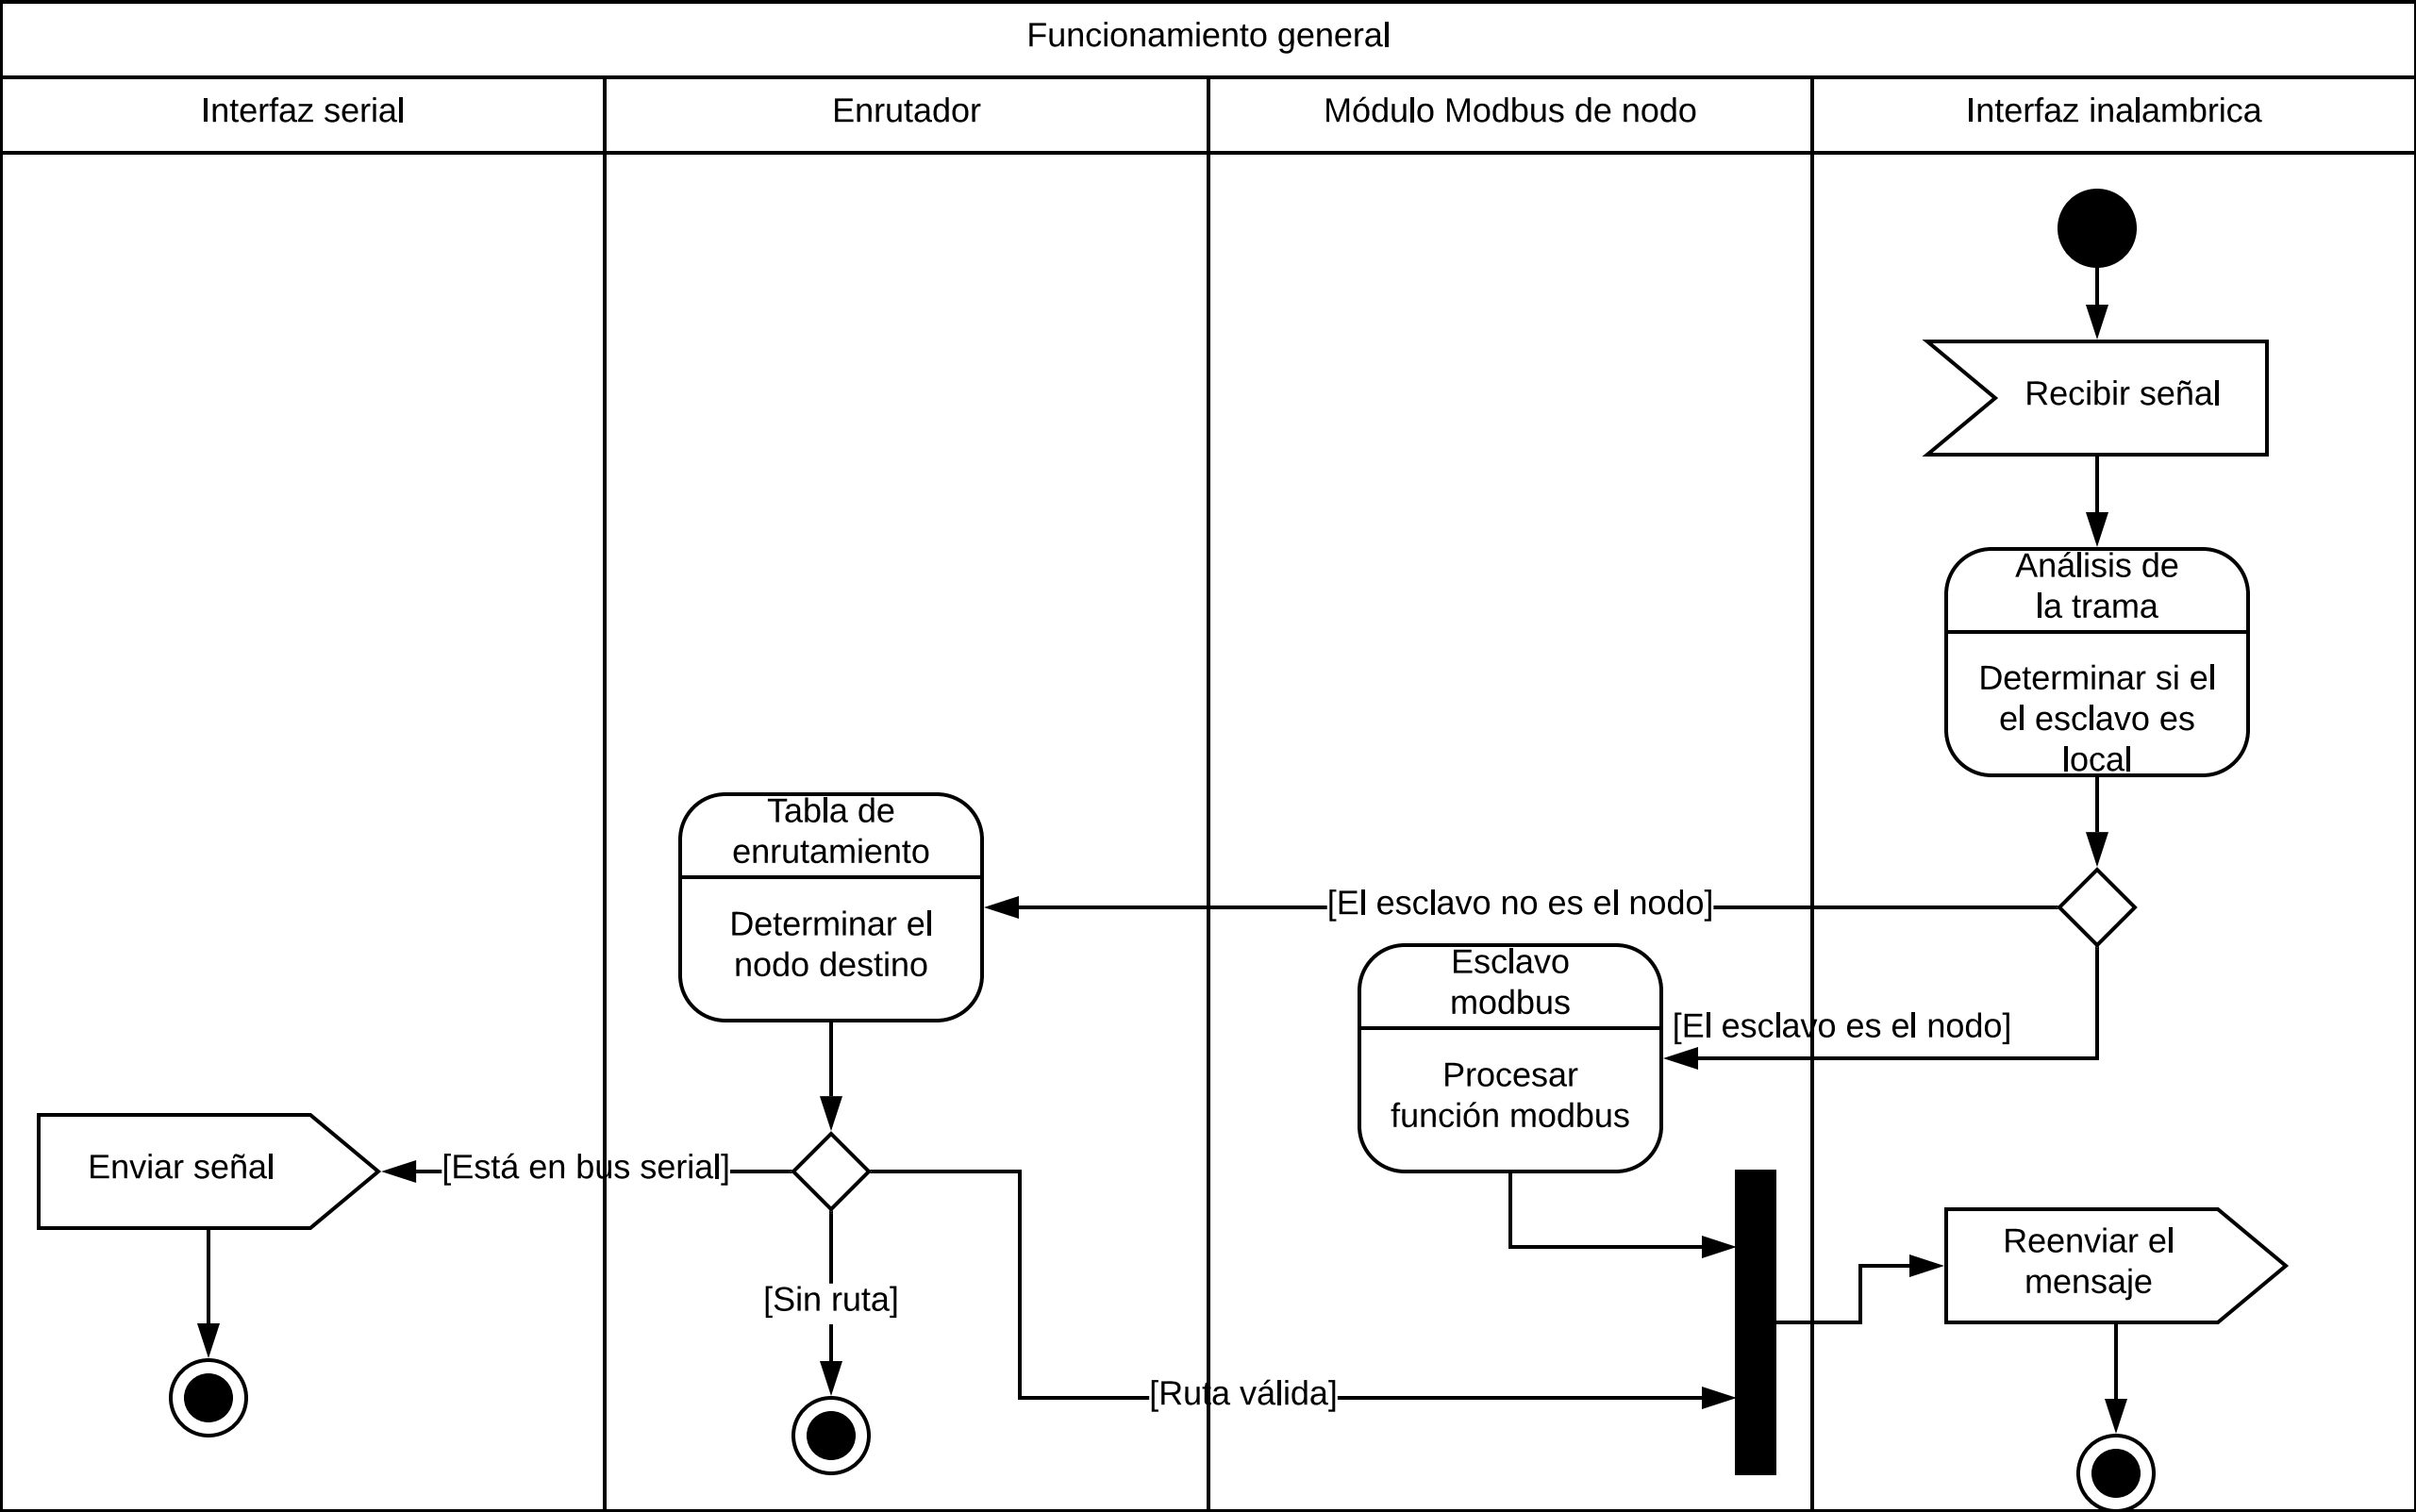 Funcionamiento general
Interfaz serial
Enrutador
Módulo Modbus de nodo
Interfaz inalambrica
Recibir señal
Análisis de
la trama
Determinar si el
el esclavo es
local
Tabla de
enrutamiento
Determinar el
nodo destino
[El esclavo no es el nodo]
Esclavo
modbus
Procesar
función modbus
[El esclavo es el nodo]
Enviar señal
[Está en bus serial]
[Sin ruta]
[Ruta válida]
Reenviar el
mensaje